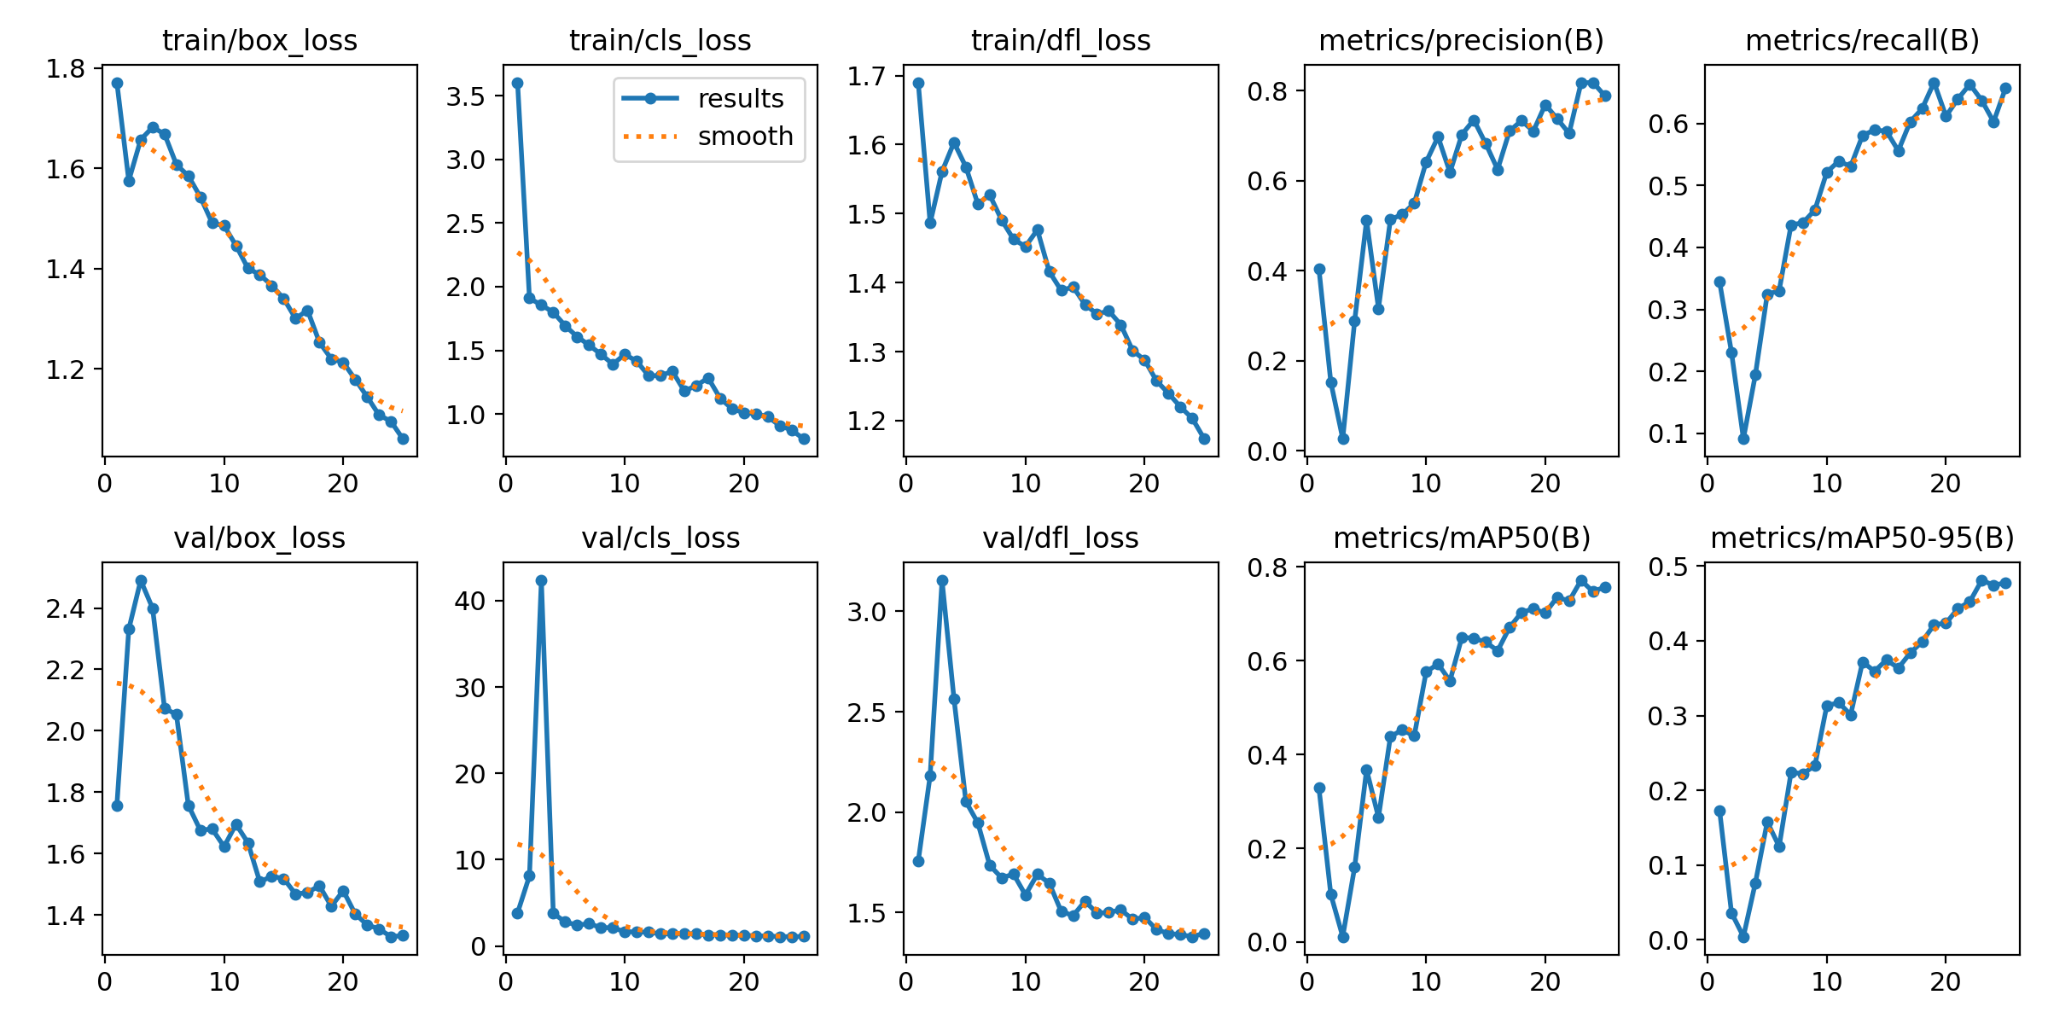 train/box_loss
1.8
1.6
1.4
1.2
0 10 20
train/cls_loss
results
smooth
3.5
3.0
2.5
2.0
1.5
1.0
0 10 20
train/dfl_loss
1.7
1.6
1.5
1.4
1.3
1.2
0 10 20
metrics/precision(B)
0.8
0.6
0.4
0.2
0.0
0 10 20
metrics/recall(B)
0.6
0.5
0.4
0.3
0.2
0.1
0 10 20
val/box_loss
2.4
2.2
2.0
1.8
1.6
1.4
0 10 20
val/cls_loss
40
30
20
10
0
0 10 20
val/dfl_loss
3.0
2.5
2.0
1.5
0 10 20
metrics/mAP50(B)
0.8
0.6
0.4
0.2
0.0
0 10 20
metrics/mAP50-95(B)
0.5
0.4
0.3
0.2
0.1
0.0
0 10 20